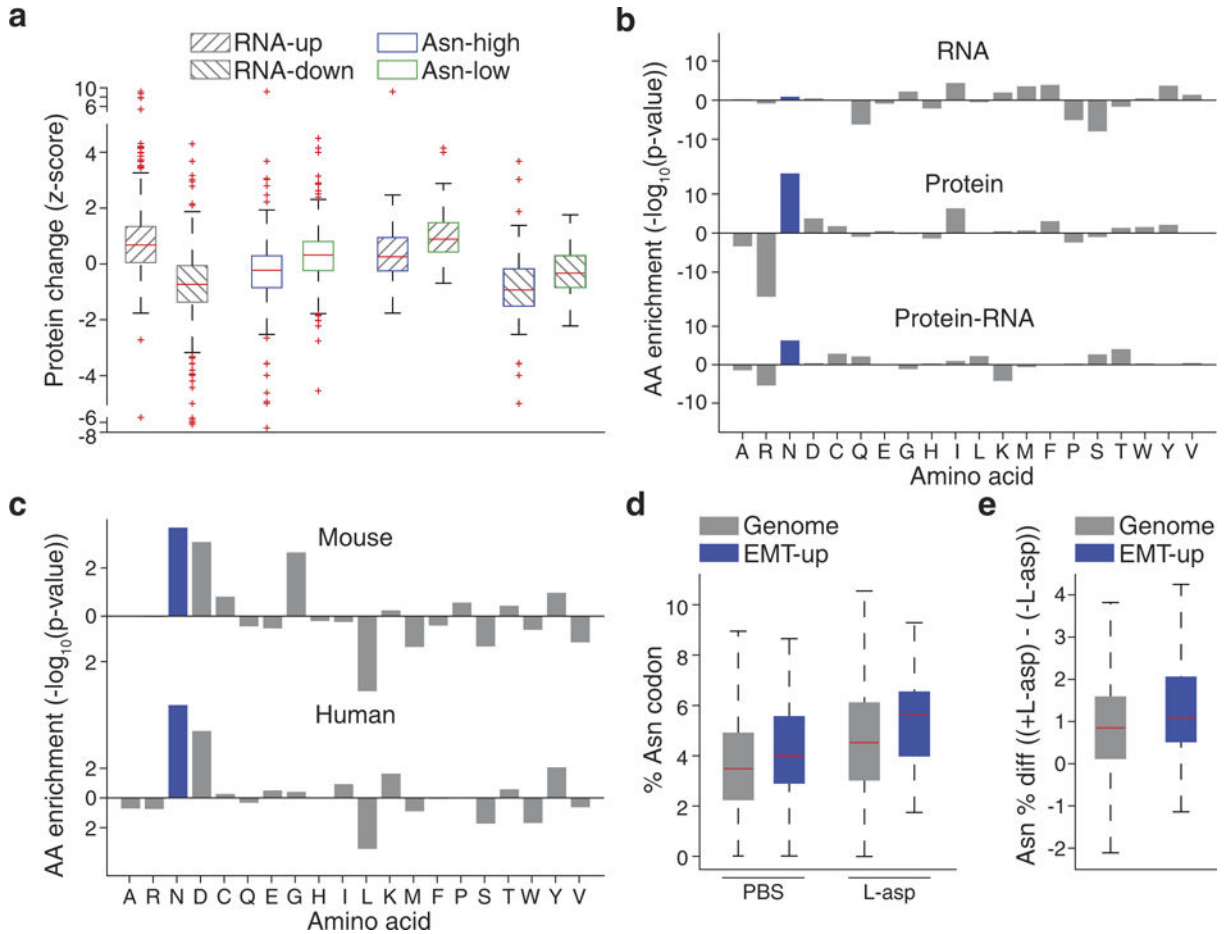 a
RNA-up
RNA-down
Asn-high
Asn-low
Protein change (z-score)
10
6
4
2
0
-2
-4
-6
-8
b
RNA
Protein
Protein-RNA
AA enrichment (-log10(p-value))
10
0
-10
10
0
-10
10
0
-10
A R N D C Q E G H I L K M F P S T W Y V
Amino acid
c
Mouse
Human
AA enrichment (-log10(p-value))
2
0
2
2
0
2
A R N D C Q E G H I L K M F P S T W Y V
Amino acid
d
Genome
EMT-up
% Asn codon
10
8
6
4
2
0
PBS
L-asp
e
Genome
EMT-up
Asn % diff ((+L-asp) - (-L-asp))
4
3
2
1
0
-1
-2